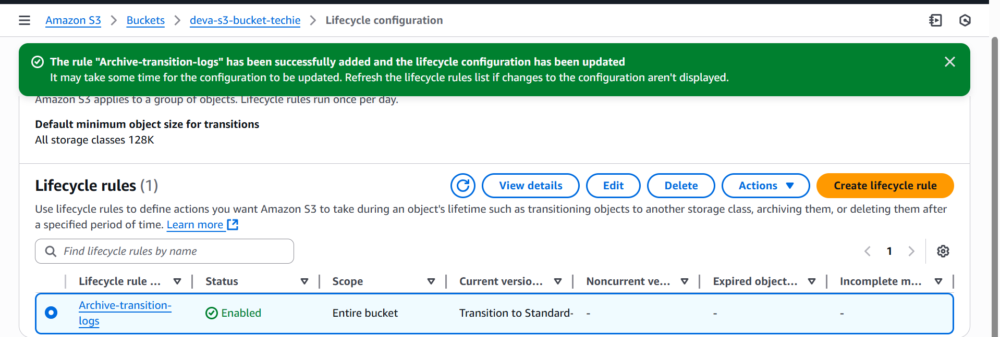 Amazon S3 > Buckets > deva-s3-bucket-techie > Lifecycle configuration
The rule "Archive-transition-logs" has been successfully added and the lifecycle configuration has been updated
It may take some time for the configuration to be updated. Refresh the lifecycle rules list if changes to the configuration aren't displayed.
Amazon S3 applies to a group of objects. Lifecycle rules run once per day.
Default minimum object size for transitions
All storage classes 128K
Lifecycle rules (1)
View details
Edit
Delete
Actions
Create lifecycle rule
Use lifecycle rules to define actions you want Amazon S3 to take during an object's lifetime such as transitioning objects to another storage class, archiving them, or deleting them after
a specified period of time. Learn more
Find lifecycle rules by name
1
Lifecycle rule ... Status Scope Current versio... Noncurrent ve... Expired object... Incomplete m...
Archive-transition- Enabled Entire bucket Transition to Standard- - - -
logs